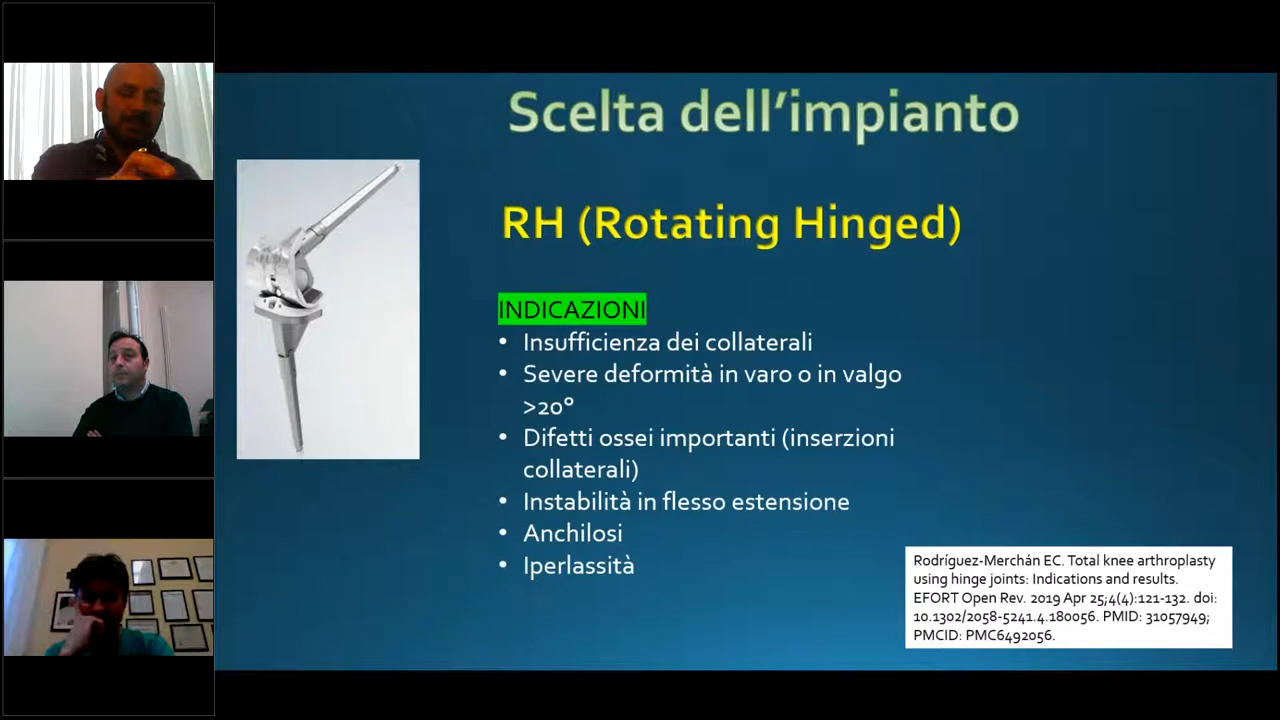 Scelta dell'impianto
RH (Rotating Hinged)
INDICAZIONI
• Insufficienza dei collaterali
• Severe deformità in varo o in valgo
>20°
• Difetti ossei importanti (inserzioni
collaterali)
• Instabilità in flesso estensione
• Anchilosi
• Iperlassità
Rodríguez-Merchán EC. Total knee arthroplasty
using hinge joints: Indications and results.
EFORT Open Rev. 2019 Apr 25;4(4):121-132. doi:
10.1302/2058-5241.4.180056. PMID: 31057949;
PMCID: PMC6492056.